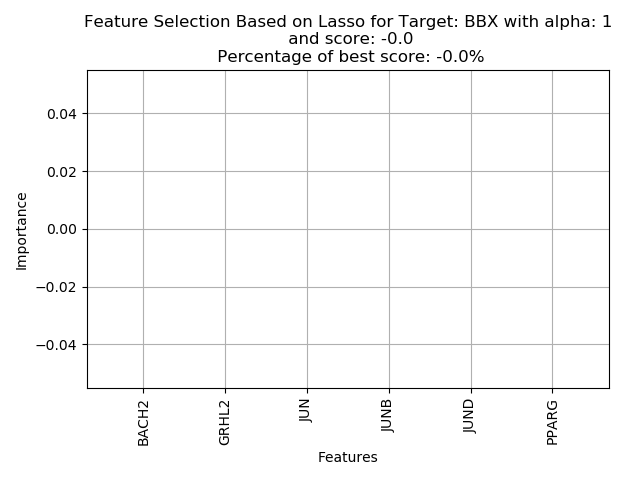 Feature Selection Based on Lasso for Target: BBX with alpha: 1
and score: -0.0
Percentage of best score: -0.0%
0.04
0.02
0.00
−0.02
−0.04
Importance
BACH2
GRHL2
JUN
JUNB
JUND
PPARG
Features